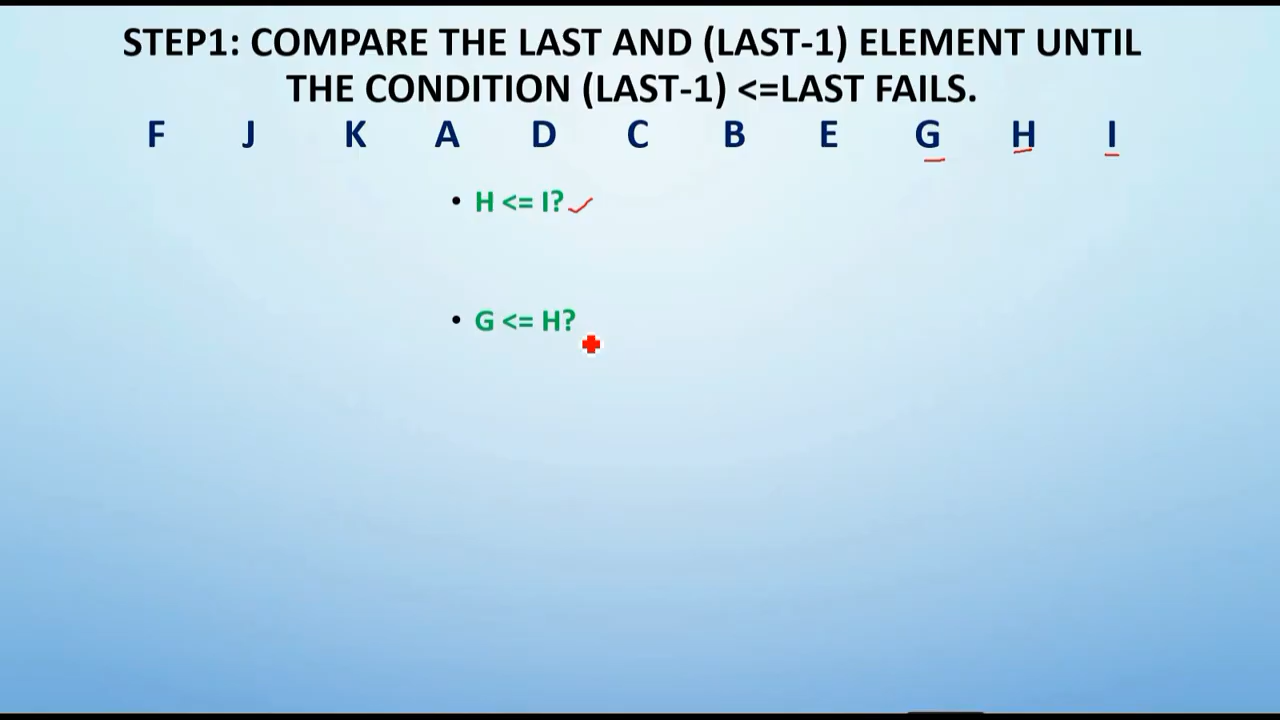 STEP1: COMPARE THE LAST AND (LAST-1) ELEMENT UNTIL
THE CONDITION (LAST-1) <=LAST FAILS.
F J K A D C B E G H I
• H <= I?
• G <= H?